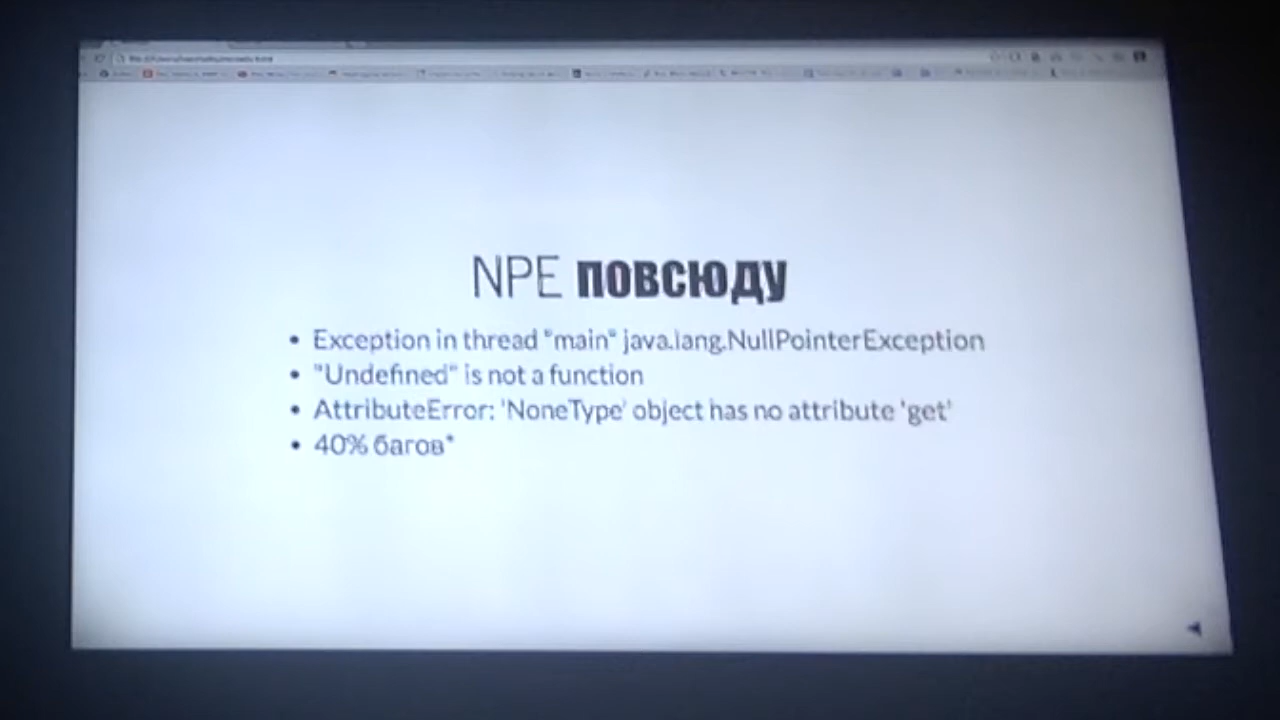 NPE повсюду
Exception in thread "main" java.lang.NullPointerException
"Undefined" is not a function
AttributeError: 'NoneType' object has no attribute 'get'
40% багов*